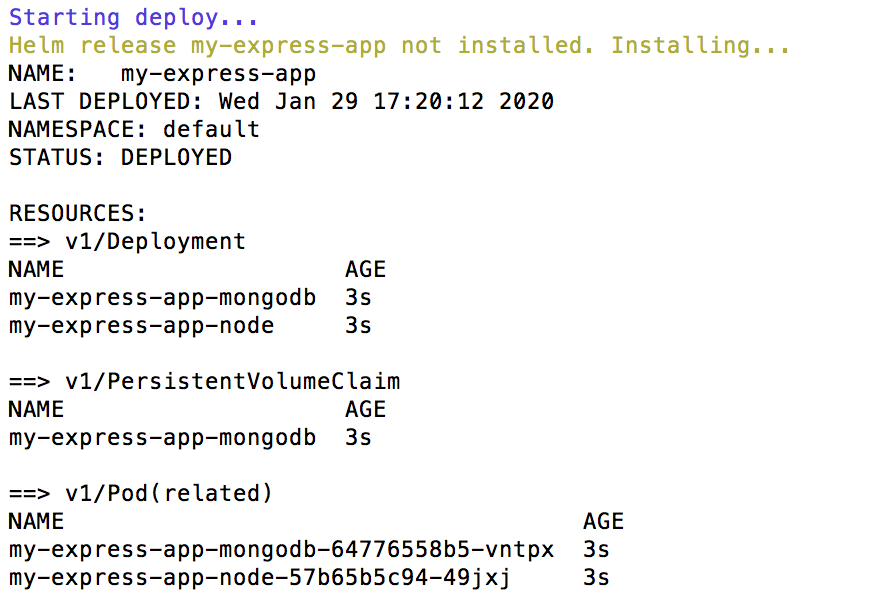 Starting deploy...
Helm release my-express-app not installed. Installing...
NAME:   my-express-app
LAST DEPLOYED: Wed Jan 29 17:20:12 2020
NAMESPACE: default
STATUS: DEPLOYED

RESOURCES:
==> v1/Deployment
NAME                    AGE
my-express-app-mongodb  3s
my-express-app-node     3s

==> v1/PersistentVolumeClaim
NAME                    AGE
my-express-app-mongodb  3s

==> v1/Pod(related)
NAME                                     AGE
my-express-app-mongodb-64776558b5-vntpx  3s
my-express-app-node-57b65b5c94-49jxj     3s